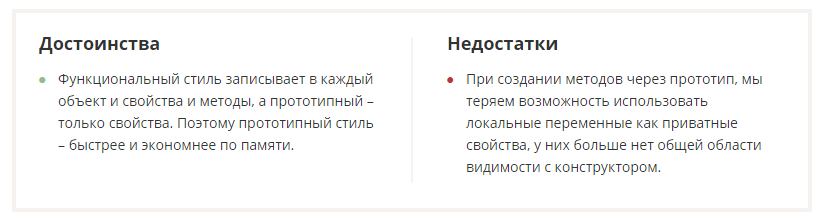 Достоинства
Функциональный стиль записывает в каждый
объект и свойства и методы, а прототипный –
только свойства. Поэтому прототипный стиль
– быстрее и экономнее по памяти.
Недостатки
При создании методов через прототип, мы
теряем возможность использовать
локальные переменные как приватные
свойства, у них больше нет общей области
видимости с конструктором.